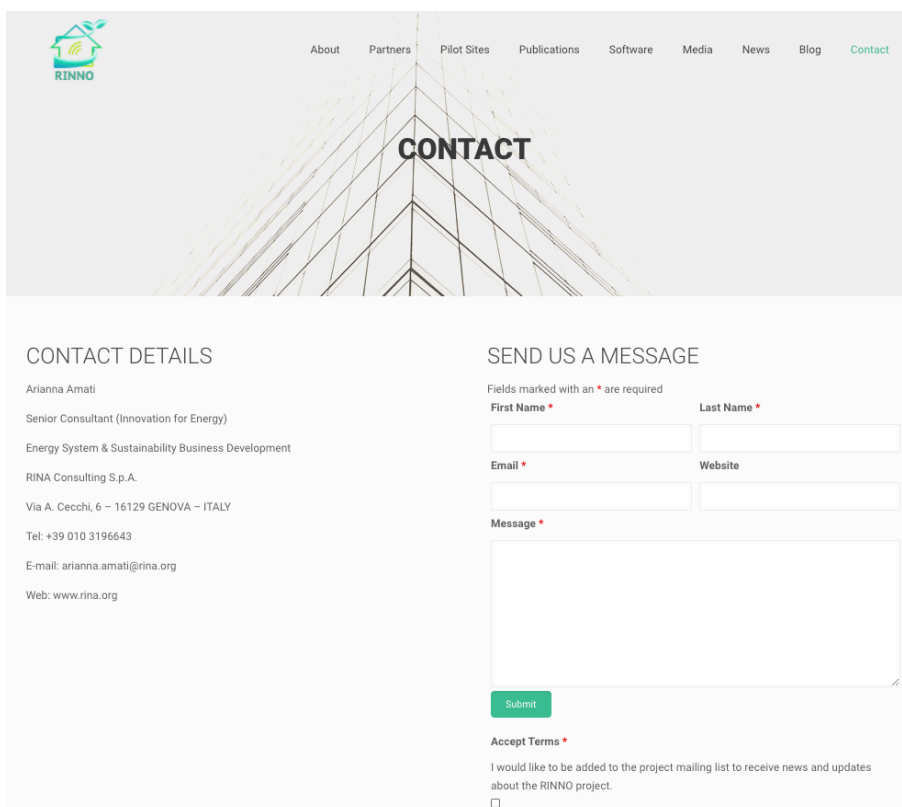 RINNO
About Partners Pilot Sites Publications Software Media News Blog Contact
CONTACT
CONTACT DETAILS
Arianna Amati
Senior Consultant (Innovation for Energy)
Energy System & Sustainability Business Development
RINA Consulting S.p.A.
Via A. Cecchi, 6 – 16129 GENOVA – ITALY
Tel: +39 010 3196643
E-mail: arianna.amati@rina.org
Web: www.rina.org
SEND US A MESSAGE
Fields marked with an * are required
First Name * Last Name *
Email * Website
Message *
Submit
Accept Terms *
I would like to be added to the project mailing list to receive news and updates
about the RINNO project.